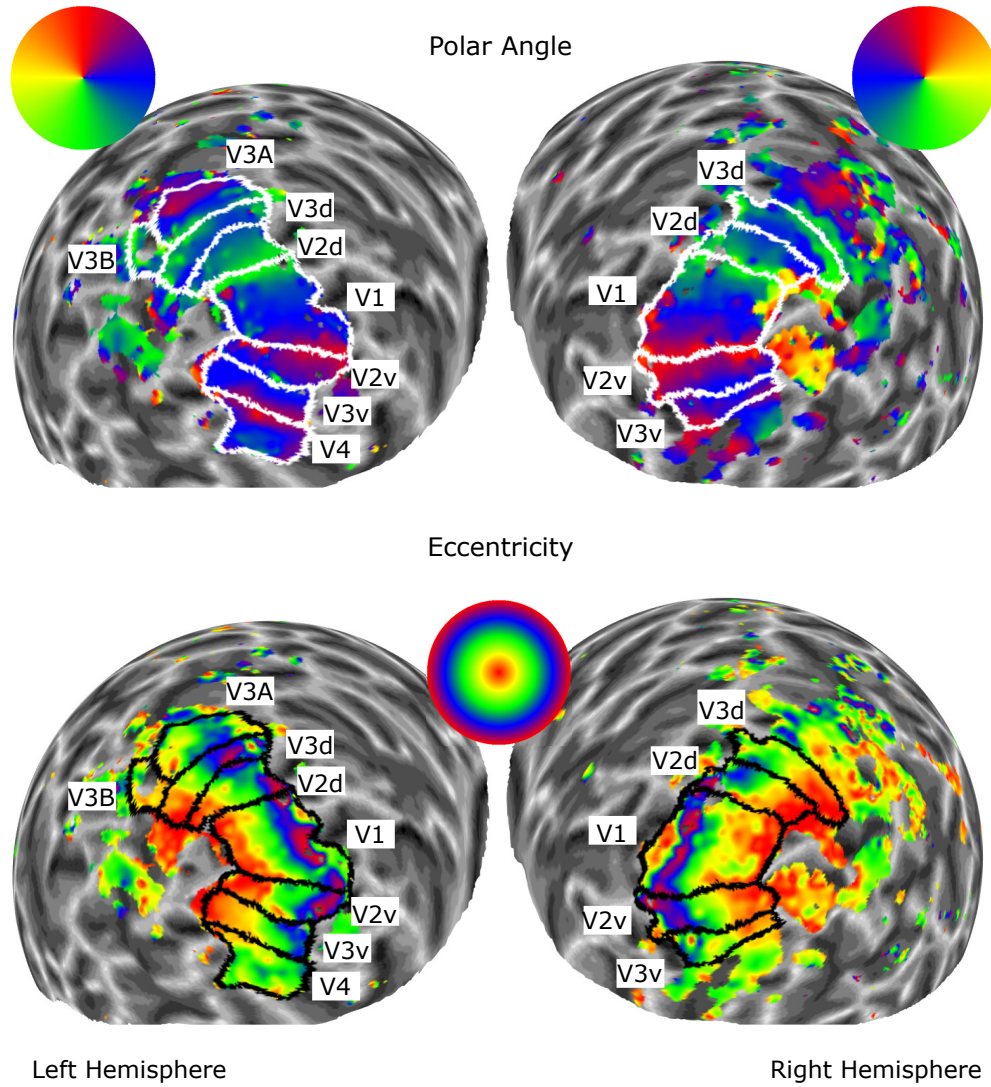 Polar Angle
V3A
V3d
V3d
V2d
V2d
V3B
V1
V1
V2v
V2v
V3v
V3v
V4
Eccentricity
V3A
V3d
V3d
V2d
V2d
V3B
V1
V1
V2v
V2v
V3v
V3v
V4
Left Hemisphere
Right Hemisphere